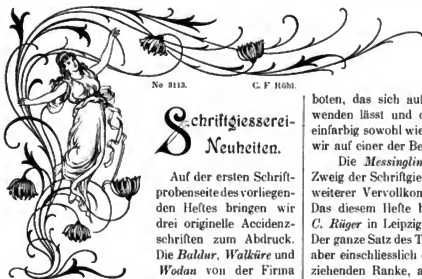 No 3113. C. F Rühl.
Schriftgiesserei-
Neuheiten.
Auf der ersten Schrift-
probenseite des vorliegen-
den Heftes bringen wir
drei originelle Accidenz-
schriften zum Abdruck.
Die Baldur, Walküre und
Wodan von der Firma
boten, das sich auf
wenden lässt und
einfarbig sowohl wie
wir auf einer der Be
Die Messinglin
Zweig der Schriftgie
weiterer Vervollkon
Das diesem Hefte
C. Rüger in Leipzig
Der ganze Satz des T
aber einschliesslich
ziehenden Ranke, a